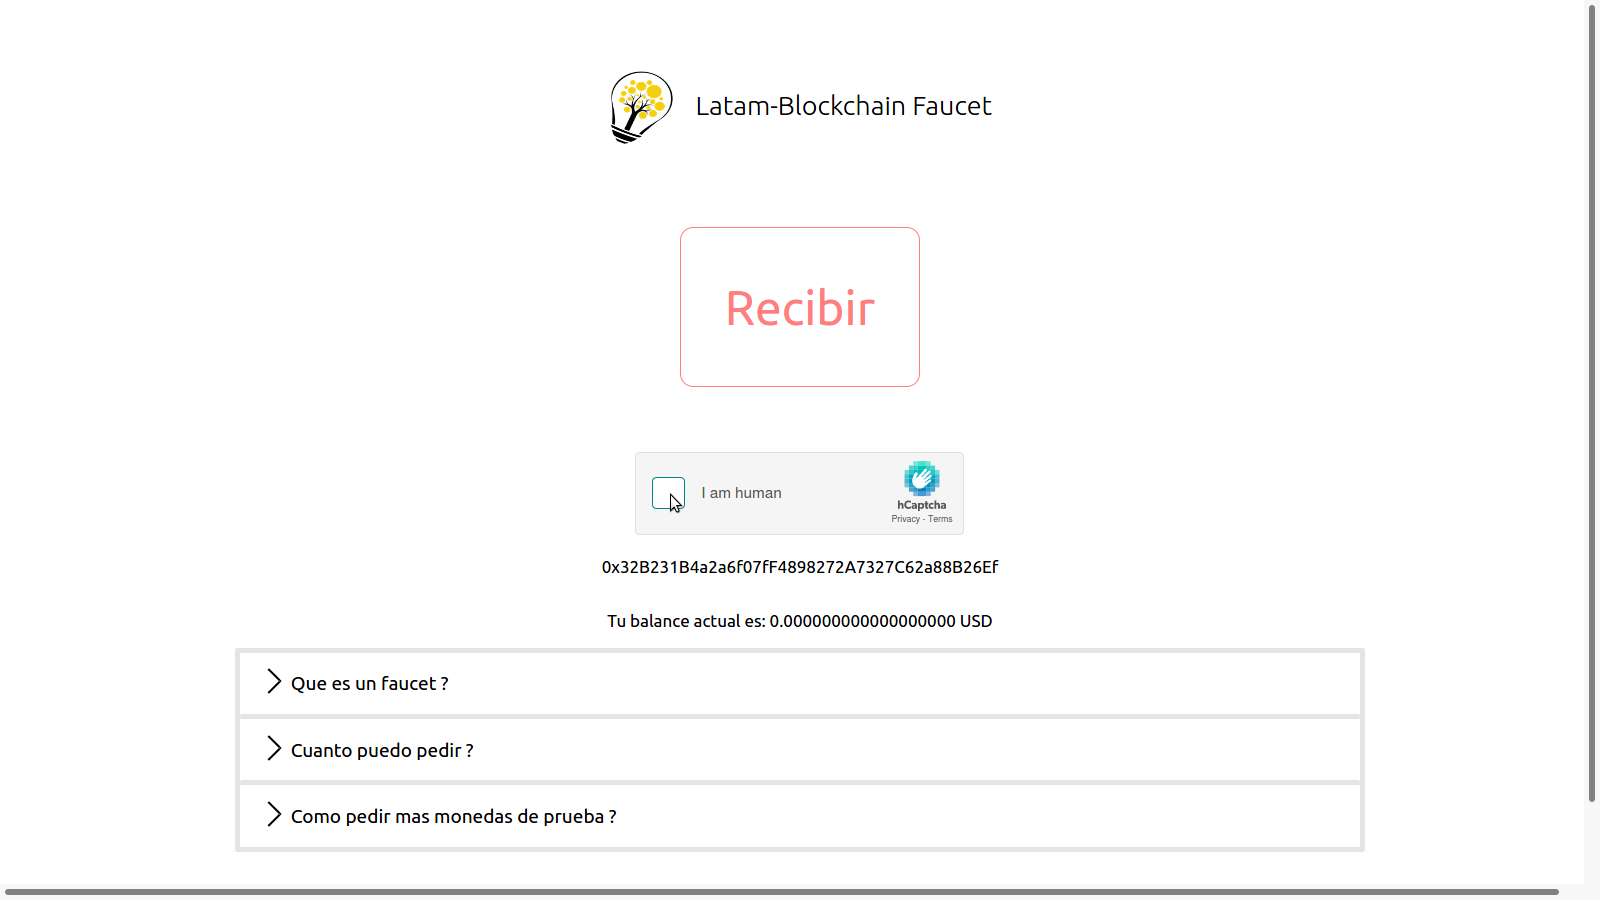 Latam-Blockchain Faucet
Recibir
I am human
hCaptcha
Privacy - Terms
0x32B231B4a2a6f07fF4898272A7327C62a88B26Ef
Tu balance actual es: 0.000000000000000000 USD
Que es un faucet ?
Cuanto puedo pedir ?
Como pedir mas monedas de prueba ?